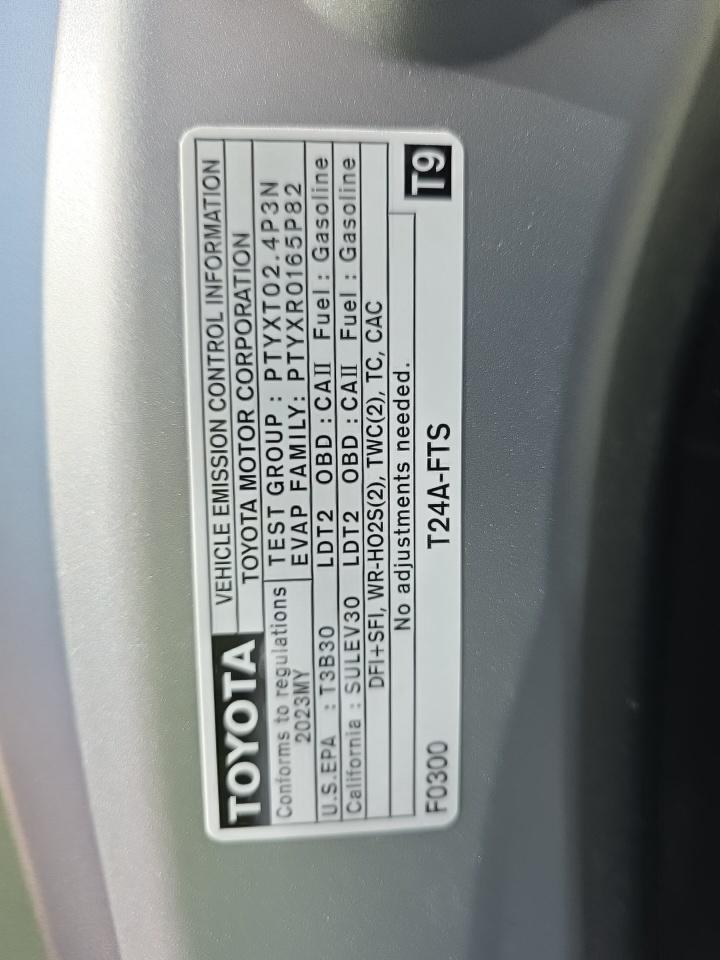 TOYOTA
VEHICLE EMISSION CONTROL INFORMATION
TOYOTA MOTOR CORPORATION
Conforms to regulations
2023MY
TEST GROUP : PTYXT02.4P3N
EVAP FAMILY: PTYXR0165P82
U.S.EPA : T3B30 LDT2 OBD : CAII Fuel : Gasoline
California : SULEV30 LDT2 OBD : CAII Fuel : Gasoline
DFI+SFI, WR-HO2S(2), TWC(2), TC, CAC
No adjustments needed.
F0300 T24A-FTS T9